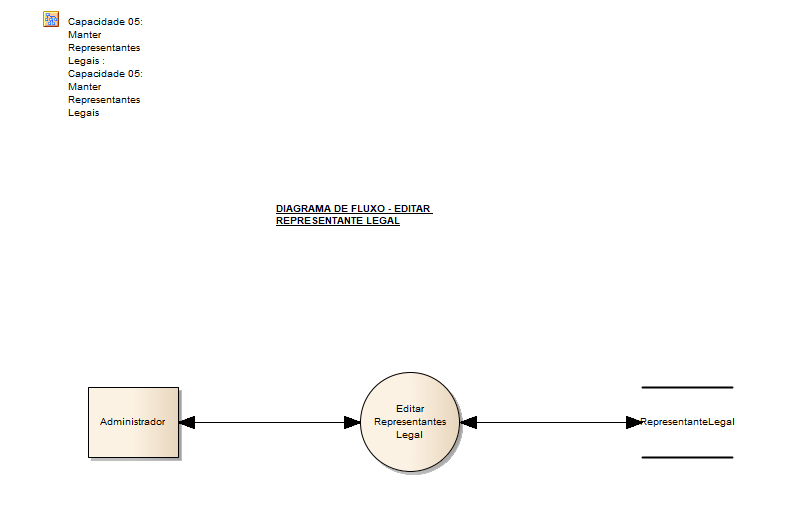 Capacidade 05:
Manter
Representantes
Legais :
Capacidade 05:
Manter
Representantes
Legais
DIAGRAMA DE FLUXO - EDITAR
REPRESENTANTE LEGAL
Administrador
Editar
Representantes
Legal
RepresentanteLegal